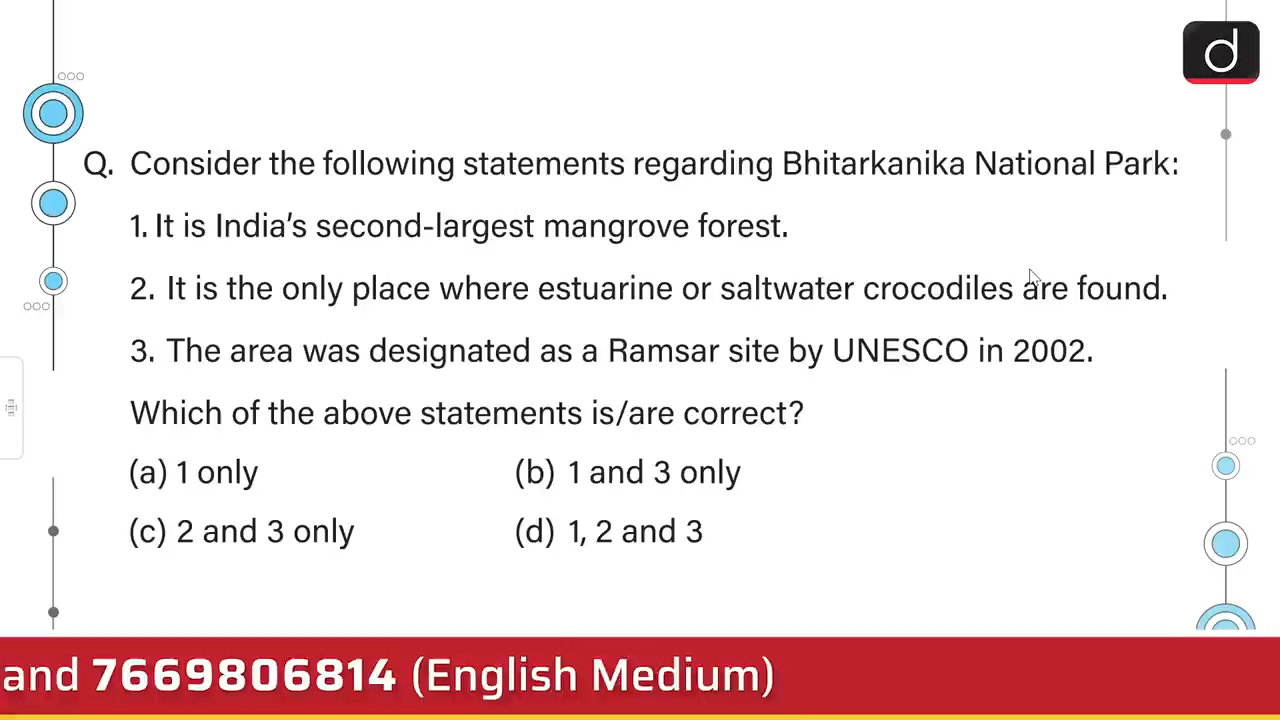 d
Q. Consider the following statements regarding Bhitarkanika National Park:
1. It is India’s second-largest mangrove forest.
2. It is the only place where estuarine or saltwater crocodiles are found.
3. The area was designated as a Ramsar site by UNESCO in 2002.
Which of the above statements is/are correct?
(a) 1 only (b) 1 and 3 only
(c) 2 and 3 only (d) 1, 2 and 3
and 7669806814 (English Medium)